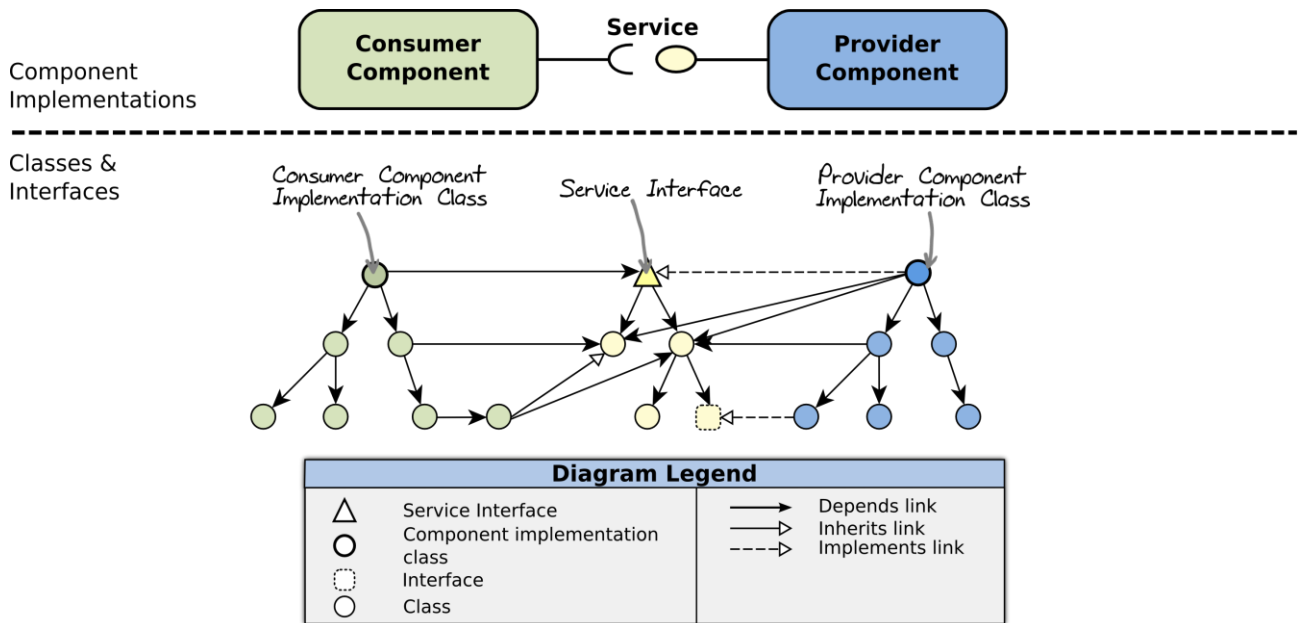 Consumer
Component
Service
Provider
Component
Component
Implementations
Classes &
Interfaces
Consumer Component
Implementation Class
Service Interface
Provider Component
Implementation Class
Diagram Legend
Service Interface
Component implementation
class
Interface
Class
Depends link
Inherits link
Implements link